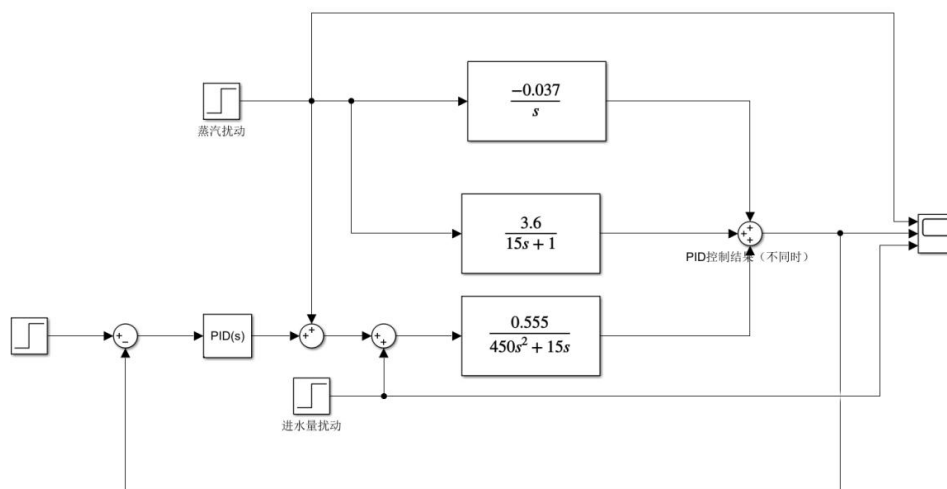 -0.037
s
蒸汽扰动
3.6
15s + 1
PID控制结果（不同时）
PID(s)
0.555
450s² + 15s
进水量扰动